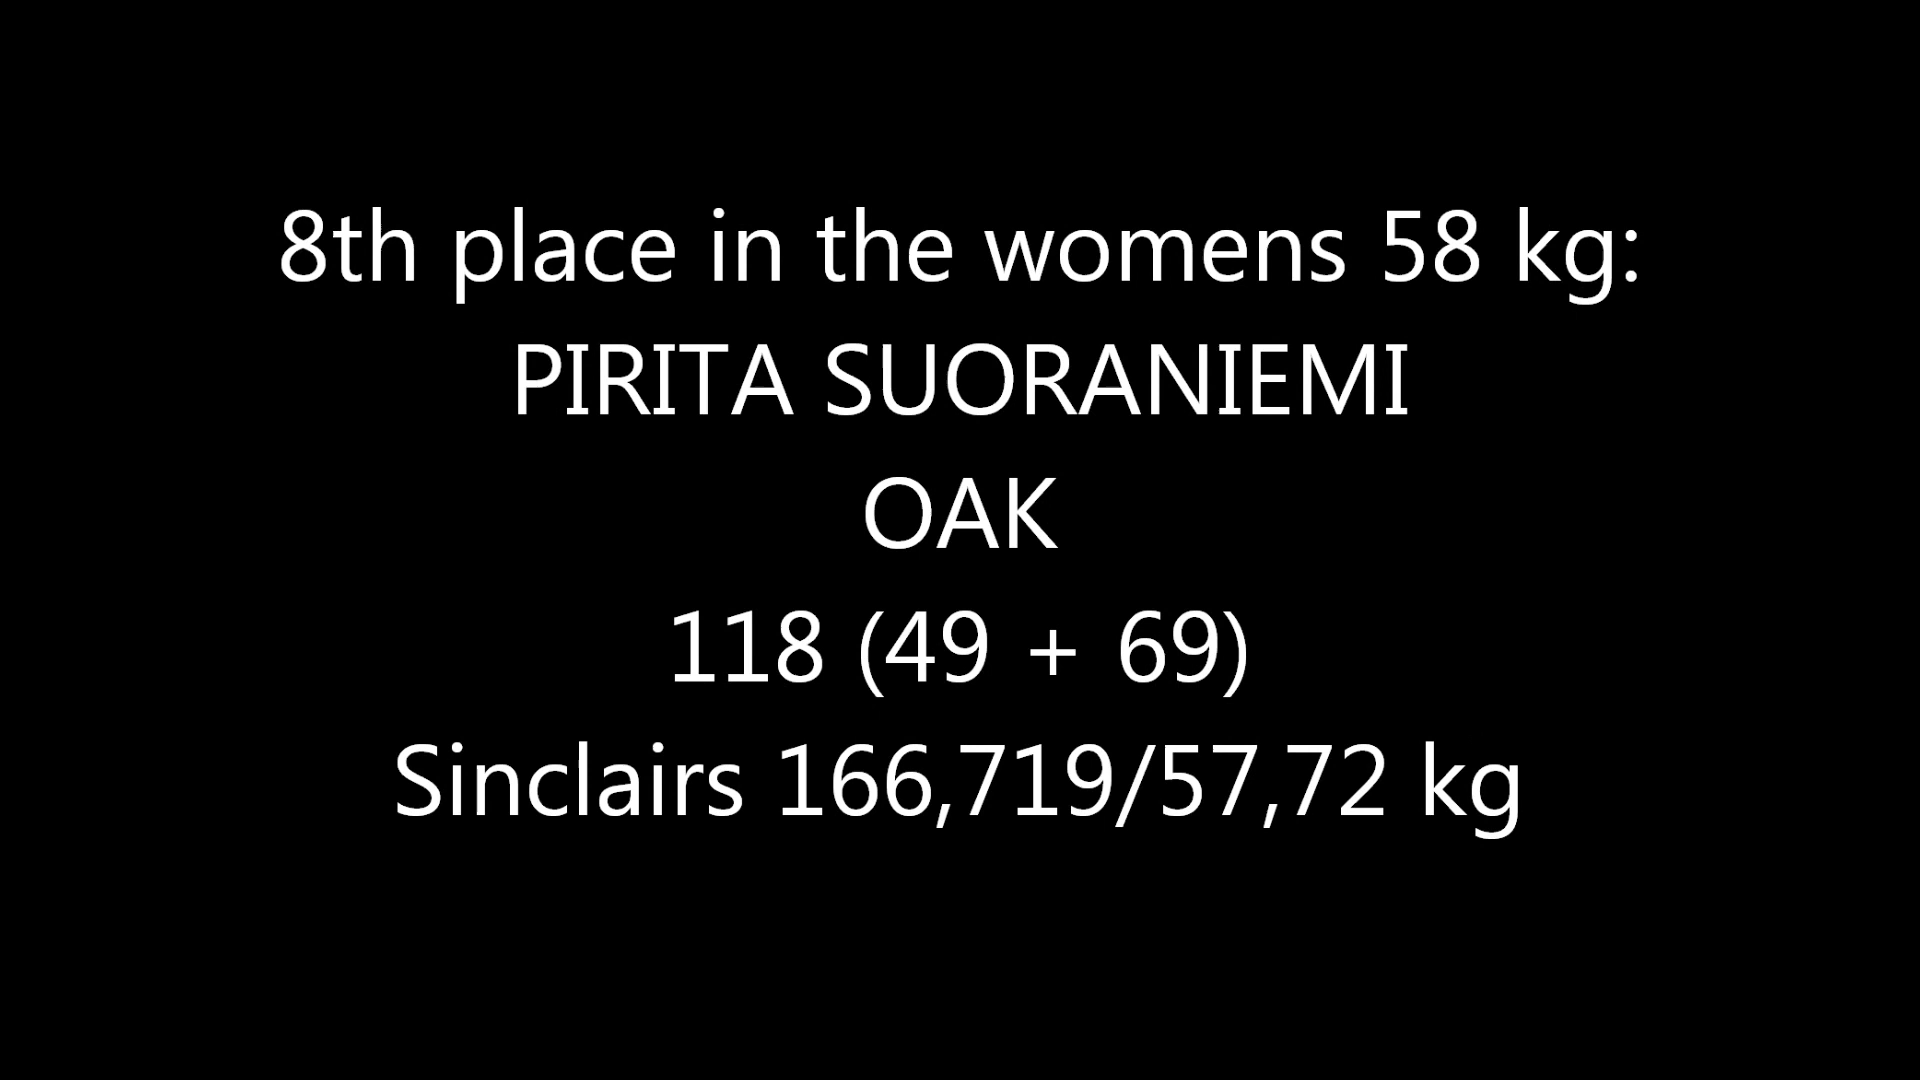 8th place in the womens 58 kg:
PIRITA SUORANIEMI
OAK
118 (49 + 69)
Sinclairs 166,719/57,72 kg